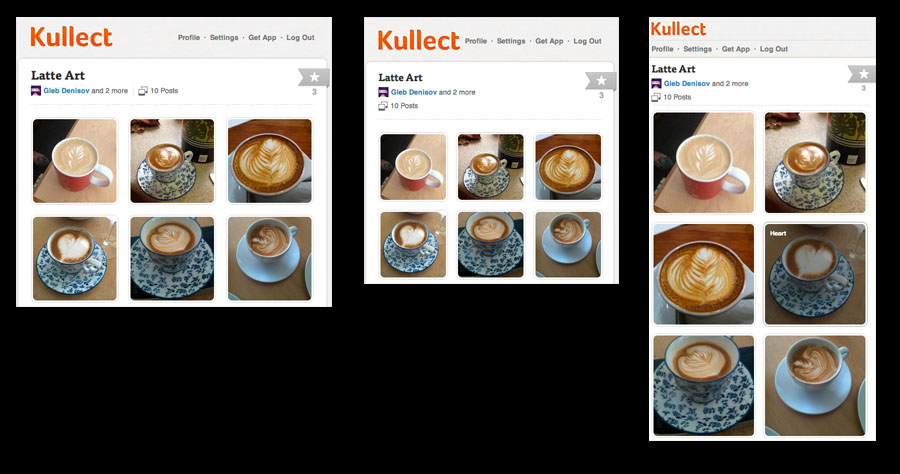 Kullect
Profile · Settings · Get App · Log Out
Latte Art
Gleb Denisov and 2 more
10 Posts
3
Kullect
Profile · Settings · Get App · Log Out
Latte Art
Gleb Denisov and 2 more
10 Posts
3
Kullect
Profile · Settings · Get App · Log Out
Latte Art
Gleb Denisov and 2 more
10 Posts
3
Heart